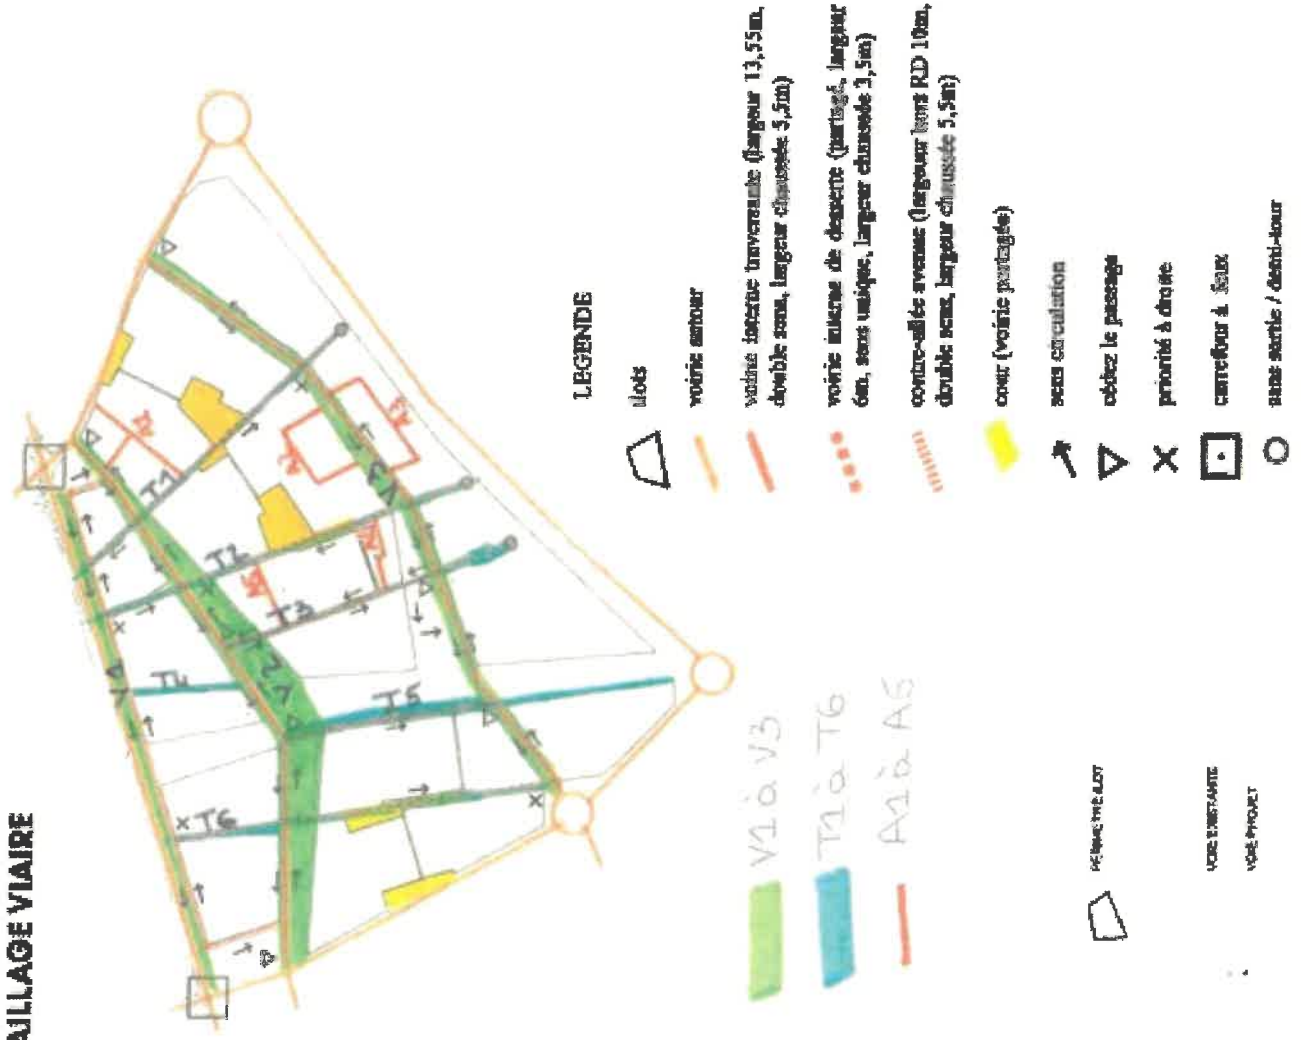 AILLAGE VIAIRE
T1
T2
T3
T4
T5
T6
V1
V2
V3
A1
A2
A3
LEGENDE
îlots
voirie autour
voirie interne traversante (largeur 13,55m,
double sens, largeur chaussée 5,5m)
voirie interne de desserte (partagé, largeur
6m, sens unique, largeur chaussée 3,5m)
contre-allée avenue (largeur hors RD 10m,
double sens, largeur chaussée 5,5m)
cour (voirie partagée)
sens circulation
cédez le passage
priorité à droite
carrefour à feux
sans sortie / demi-tour
V1 à V3
T1 à T6
A1 à A5
PERIMETRE ILOT
VOIE EXISTANTE
VOIE PROJET